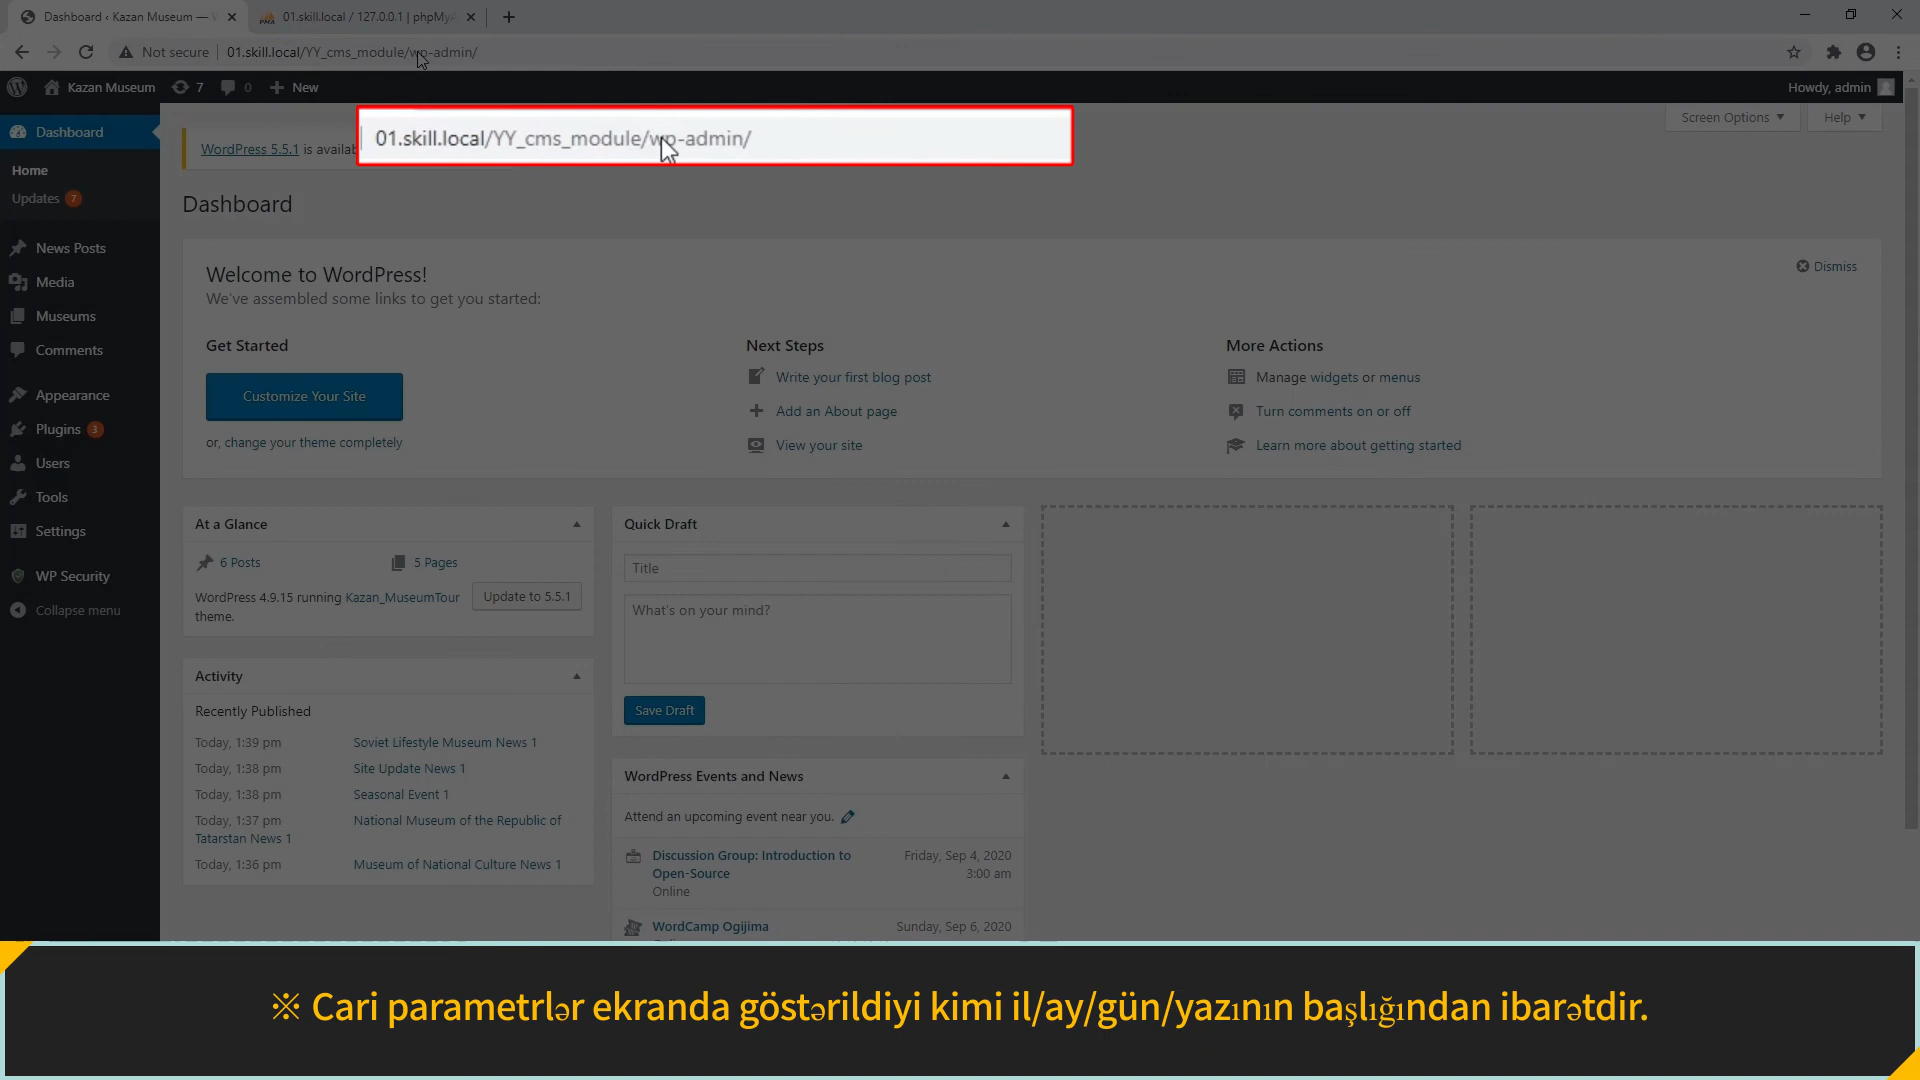 Dashboard ‹ Kazan Museum —
01.skill.local / 127.0.0.1 | phpMyA
Not secure
01.skill.local/YY_cms_module/wp-admin/
Kazan Museum
7
0
New
Howdy, admin
01.skill.local/YY_cms_module/wp-admin/
Screen Options
Help
WordPress 5.5.1 is availab
Dashboard
Home
Updates 7
News Posts
Media
Museums
Comments
Appearance
Plugins 3
Users
Tools
Settings
WP Security
Collapse menu
Dashboard
Welcome to WordPress!
We've assembled some links to get you started:
Dismiss
Get Started
Customize Your Site
or, change your theme completely
Next Steps
Write your first blog post
Add an About page
View your site
More Actions
Manage widgets or menus
Turn comments on or off
Learn more about getting started
At a Glance
6 Posts
5 Pages
WordPress 4.9.15 running Kazan_MuseumTour
theme.
Update to 5.5.1
Activity
Recently Published
Today, 1:39 pm Soviet Lifestyle Museum News 1
Today, 1:38 pm Site Update News 1
Today, 1:38 pm Seasonal Event 1
Today, 1:37 pm National Museum of the Republic of
Tatarstan News 1
Today, 1:36 pm Museum of National Culture News 1
Quick Draft
Title
What's on your mind?
Save Draft
WordPress Events and News
Attend an upcoming event near you.
Discussion Group: Introduction to
Open-Source
Online
Friday, Sep 4, 2020
3:00 am
WordCamp Ogijima
Sunday, Sep 6, 2020
※ Cari parametrlər ekranda göstərildiyi kimi il/ay/gün/yazının başlığından ibarətdir.